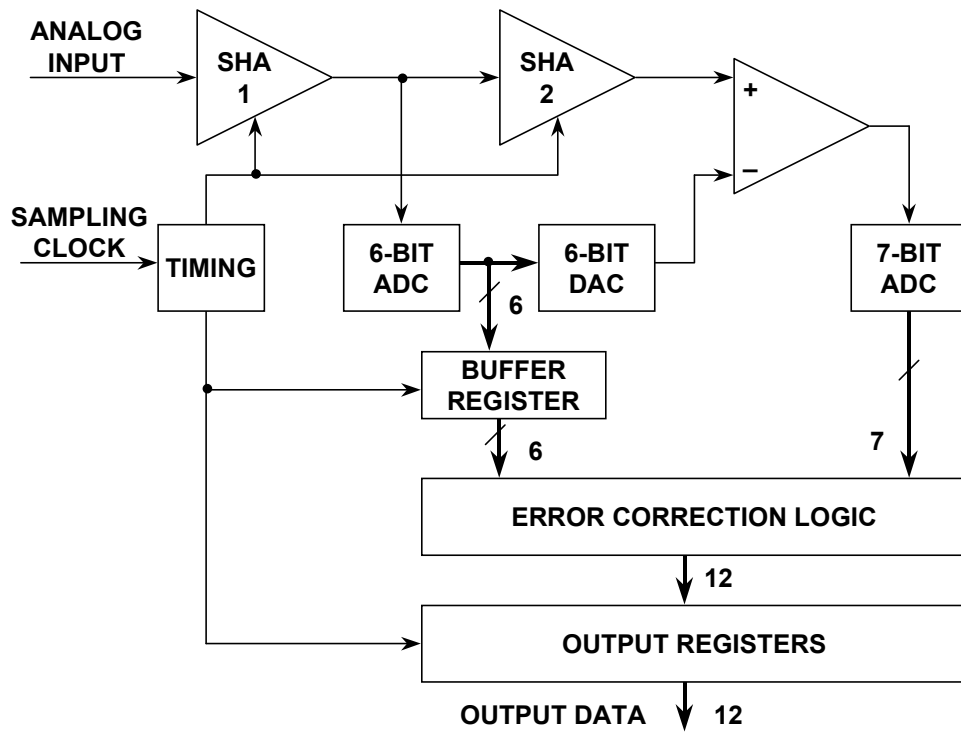 ANALOG
INPUT
SHA
1
SHA
2
+
–
SAMPLING
CLOCK
TIMING
6-BIT
ADC
6-BIT
DAC
7-BIT
ADC
6
BUFFER
REGISTER
6
7
ERROR CORRECTION LOGIC
12
OUTPUT REGISTERS
OUTPUT DATA 12